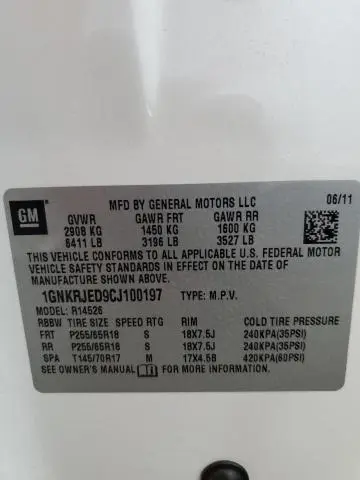 GM
MFD BY GENERAL MOTORS LLC 06/11
GVWR GAWR FRT GAWR RR
2908 KG 1450 KG 1600 KG
6411 LB 3196 LB 3527 LB
THIS VEHICLE CONFORMS TO ALL APPLICABLE U.S. FEDERAL MOTOR
VEHICLE SAFETY STANDARDS IN EFFECT ON THE DATE OF
MANUFACTURE SHOWN ABOVE.
1GNKRJED9CJ100197 TYPE: M.P.V.
MODEL: R14526
RBBW TIRE SIZE SPEED RTG RIM COLD TIRE PRESSURE
FRT P255/65R18 S 18X7.5J 240KPA(35PSI)
RR P255/65R18 S 18X7.5J 240KPA(35PSI)
SPA T145/70R17 M 17X4.5B 420KPA(60PSI)
SEE OWNER'S MANUAL FOR MORE INFORMATION.